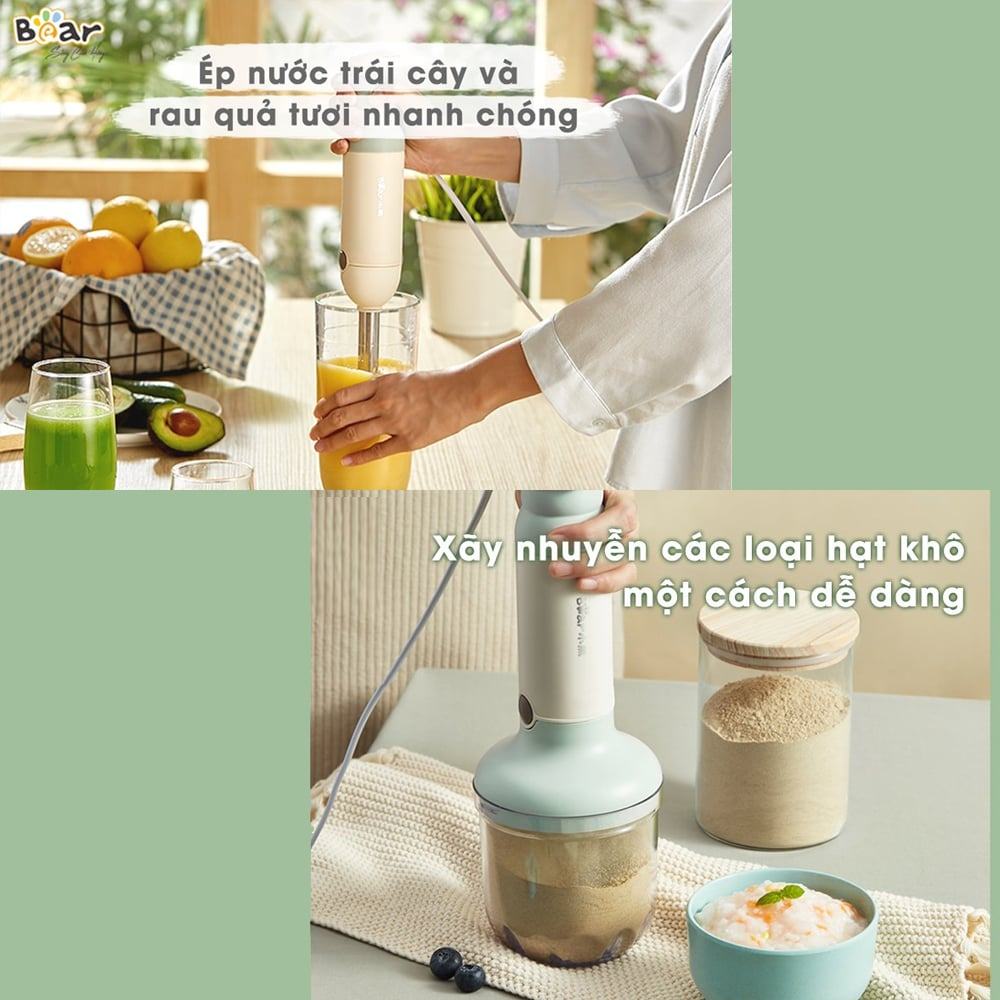 Bear
Ép nước trái cây và
rau quả tươi nhanh chóng
Xãy nhuyễn các loại hạt khô
một cách dễ dàng